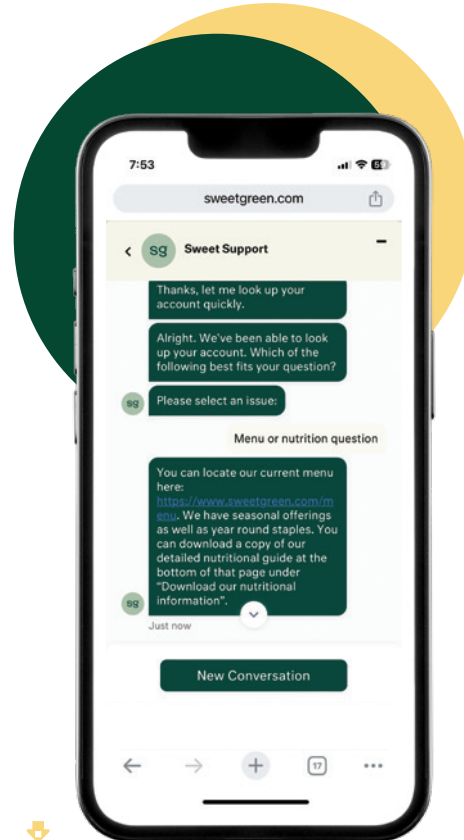 7:53
59
sweetgreen.com
sg
Sweet Support
Thanks, let me look up your
account quickly.
Alright. We've been able to look
up your account. Which of the
following best fits your question?
sg
Please select an issue:
Menu or nutrition question
You can locate our current menu
here:
https://www.sweetgreen.com/m
enu. We have seasonal offerings
as well as year round staples. You
can download a copy of our
detailed nutritional guide at the
bottom of that page under
"Download our nutritional
information".
sg
Just now
New Conversation
17